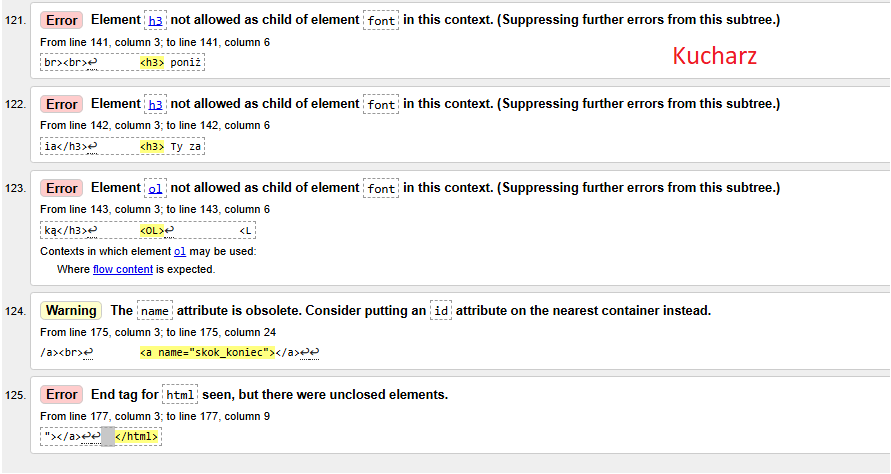 121. Error Element h3 not allowed as child of element font in this context. (Suppressing further errors from this subtree.)
From line 141, column 3; to line 141, column 6
br><br>↩ <h3> poniż
Kucharz
122. Error Element h3 not allowed as child of element font in this context. (Suppressing further errors from this subtree.)
From line 142, column 3; to line 142, column 6
ia</h3>↩ <h3> Ty za
123. Error Element ol not allowed as child of element font in this context. (Suppressing further errors from this subtree.)
From line 143, column 3; to line 143, column 6
ką</h3>↩ <OL>↩ <L
Contexts in which element ol may be used:
Where flow content is expected.
124. Warning The name attribute is obsolete. Consider putting an id attribute on the nearest container instead.
From line 175, column 3; to line 175, column 24
/a><br>↩ <a name="skok_koniec"></a>↩↩
125. Error End tag for html seen, but there were unclosed elements.
From line 177, column 3; to line 177, column 9
"></a>↩↩ </html>